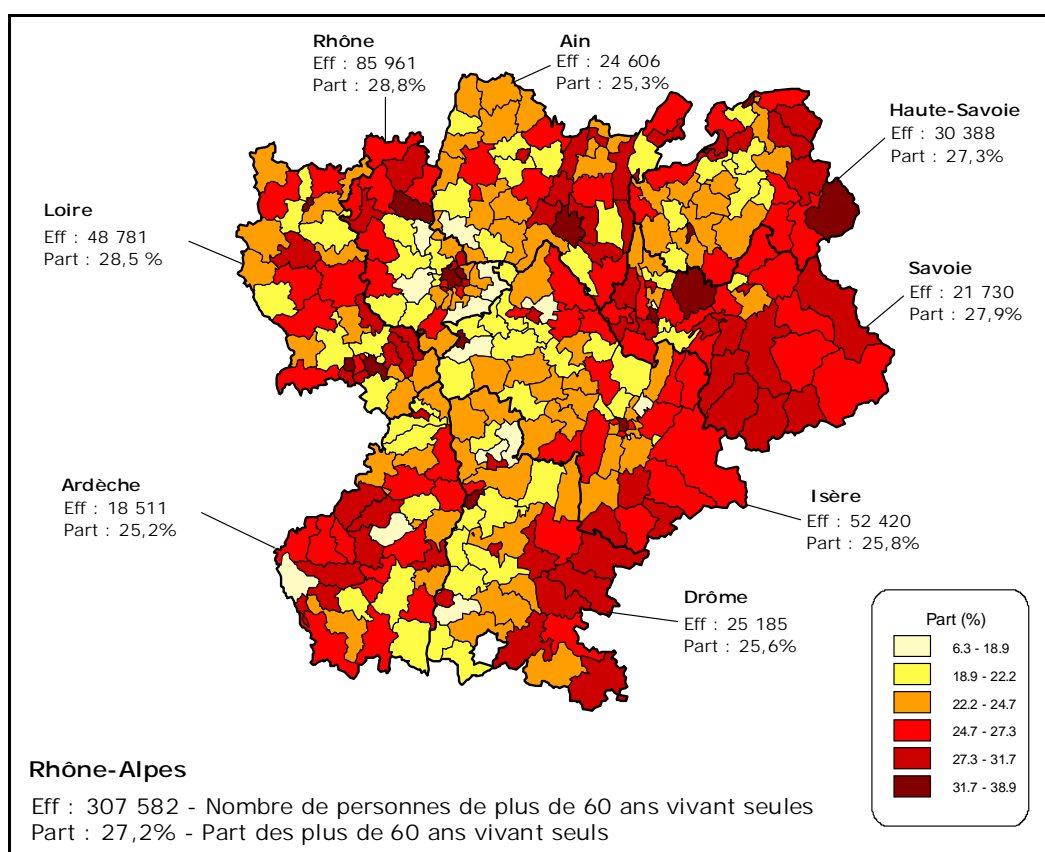 Rhône
Eff : 85 961
Part : 28,8%
Ain
Eff : 24 606
Part : 25,3%
Haute-Savoie
Eff : 30 388
Part : 27,3%
Loire
Eff : 48 781
Part : 28,5 %
Savoie
Eff : 21 730
Part : 27,9%
Ardèche
Eff : 18 511
Part : 25,2%
Isère
Eff : 52 420
Part : 25,8%
Drôme
Eff : 25 185
Part : 25,6%
Part (%)
6.3 - 18.9
18.9 - 22.2
22.2 - 24.7
24.7 - 27.3
27.3 - 31.7
31.7 - 38.9
Rhône-Alpes
Eff : 307 582 - Nombre de personnes de plus de 60 ans vivant seules
Part : 27,2% - Part des plus de 60 ans vivant seuls